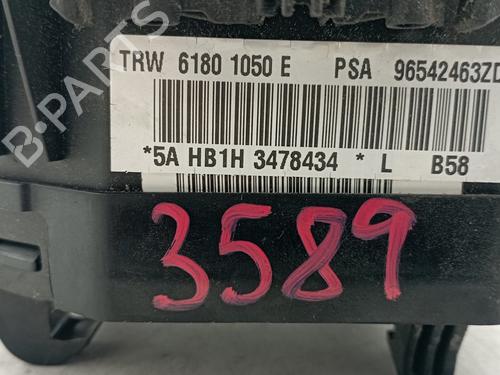 TRW 6180 1050 E PSA 96542463ZD
*5A HB1H 3478434 * L B58
3589
B-PARTS